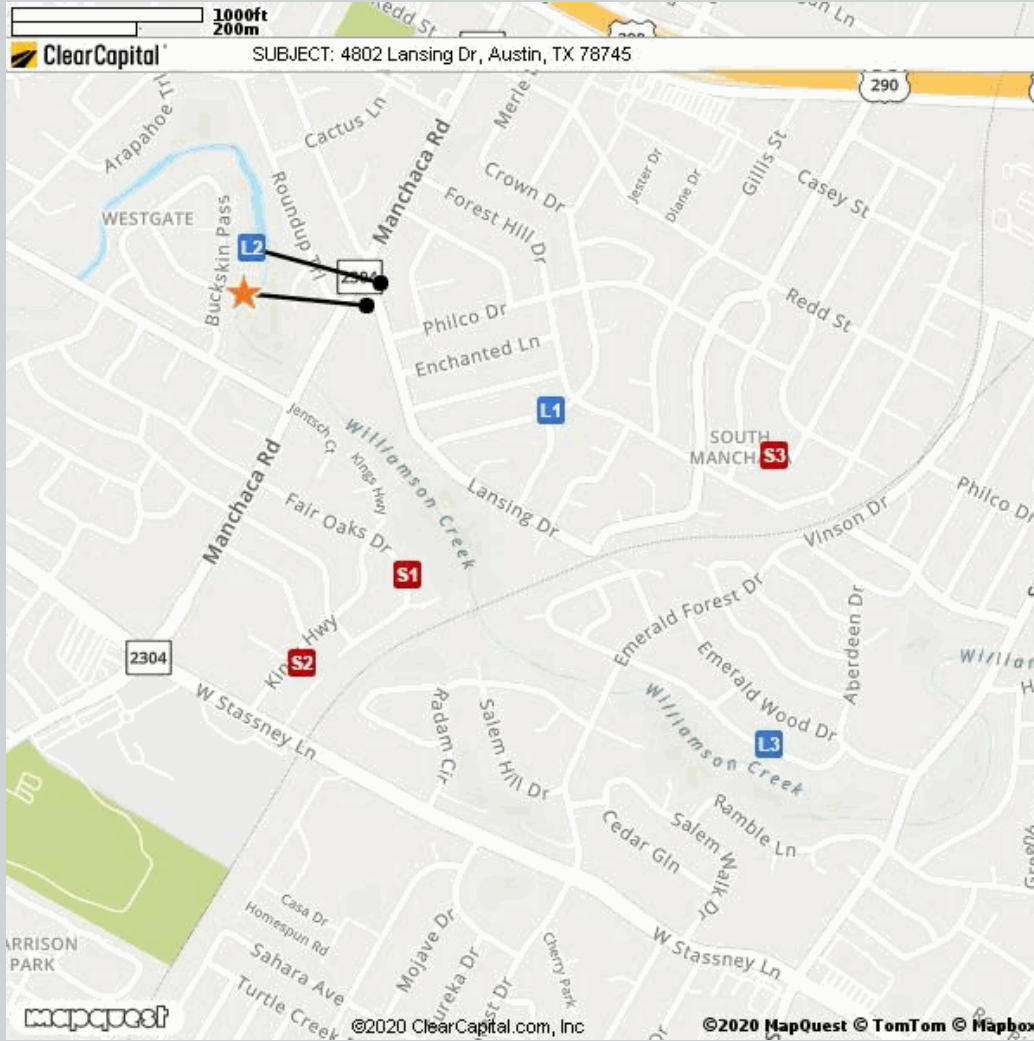 1000ft
200m
ClearCapital
SUBJECT: 4802 Lansing Dr, Austin, TX 78745
Redd St
290
Arapahoe Trl
Cactus Ln
Manchaca Rd
Merle
Crown Dr
Jester Dr
Diane Dr
Gillis St
Casey St
WESTGATE
Buckskin Pass
Roundup Trl
Forest Hill Dr
L2
2304
Philco Dr
Redd St
Enchanted Ln
L1
Jentsch Ct
Williamson Creek
SOUTH
S3
Manchaca Rd
Kings Hwy
Lansing Dr
Philco Dr
Fair Oaks Dr
Vinson Dr
S1
Emerald Forest Dr
Aberdeen Dr
2304
Kings Hwy
S2
Emerald Wood Dr
W Stassney Ln
Radam Cir
Salem Hill Dr
Williamson Creek
L3
Ramble Ln
Cedar Gln
Salem Walk Dr
Casa Dr
Homespun Rd
Mojave Dr
Sahara Ave
Turtle Creek
Cherry Park
W Stassney Ln
PARK
mapquest
©2020 ClearCapital.com, Inc
©2020 MapQuest © TomTom © Mapbox